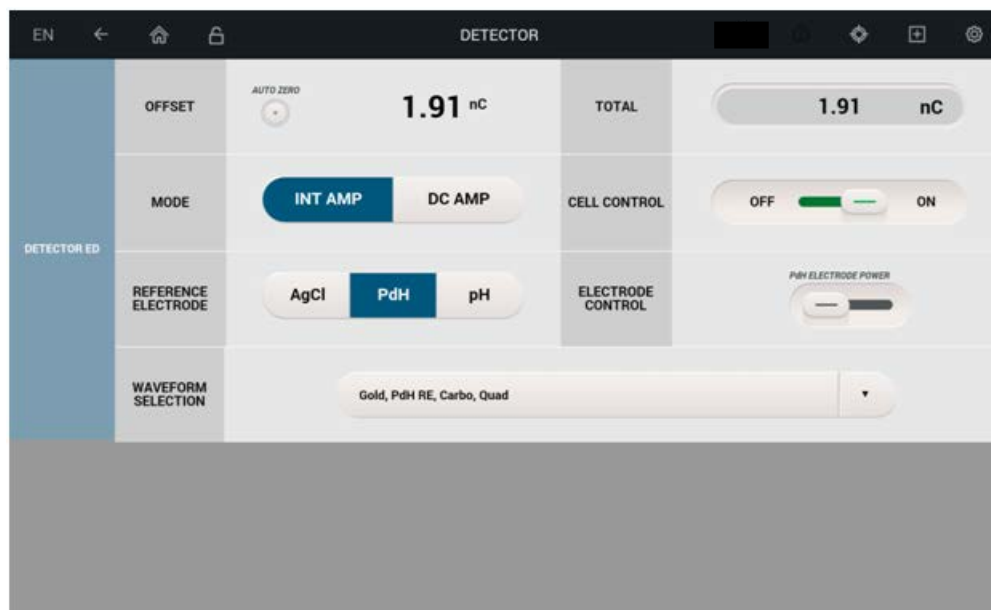 EN
DETECTOR
DETECTOR ED
OFFSET
AUTO ZERO
1.91 nC
TOTAL
1.91 nC
MODE
INT AMP
DC AMP
CELL CONTROL
OFF
ON
REFERENCE
ELECTRODE
AgCl
PdH
pH
ELECTRODE
CONTROL
PdH ELECTRODE POWER
WAVEFORM
SELECTION
Gold, PdH RE, Carbo, Quad